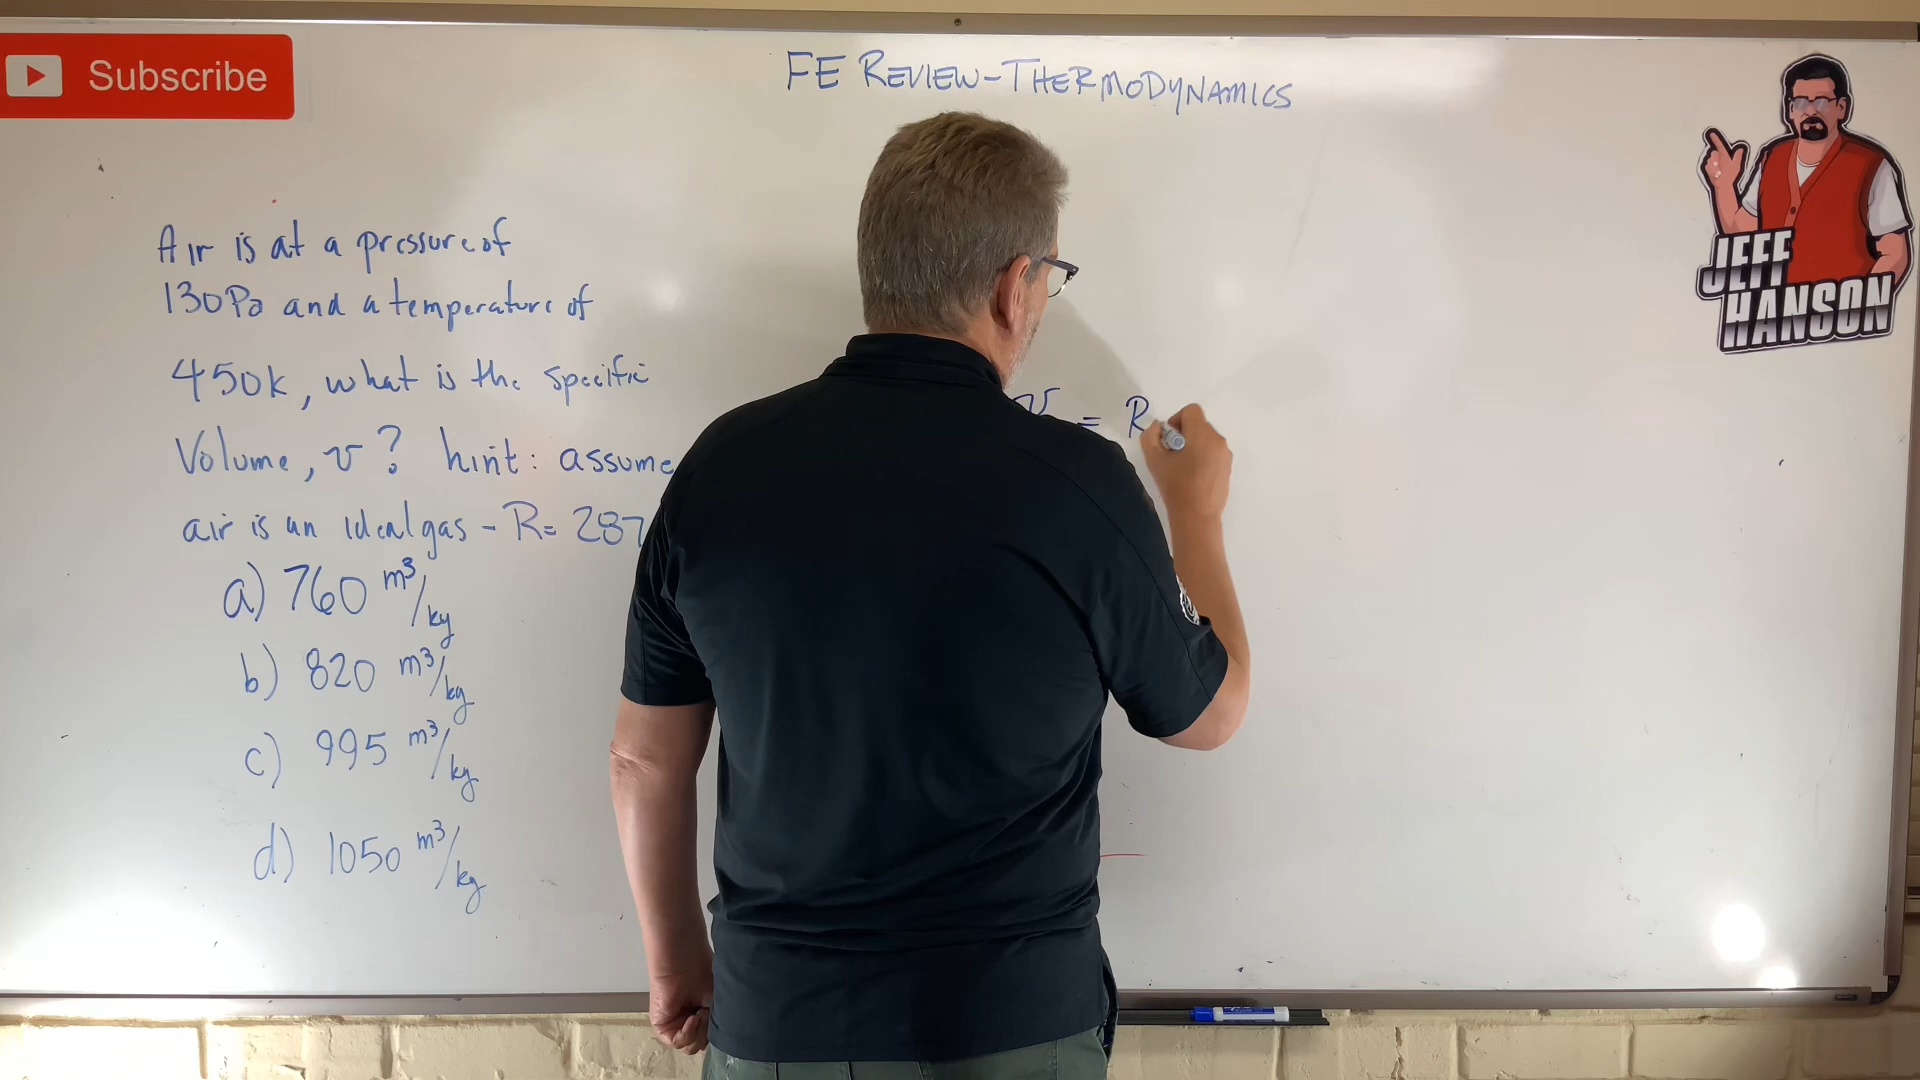 Subscribe
FE REVIEW-THERMODYNAMICS
JEFF
HANSON
Air is at a pressure of
130Pa and a temperature of
450K, what is the specific
Volume, v? hint: assume
air is an ideal gas - R= 287
a) 760 m³/kg
b) 820 m³/kg
c) 995 m³/kg
d) 1050 m³/kg
v = R